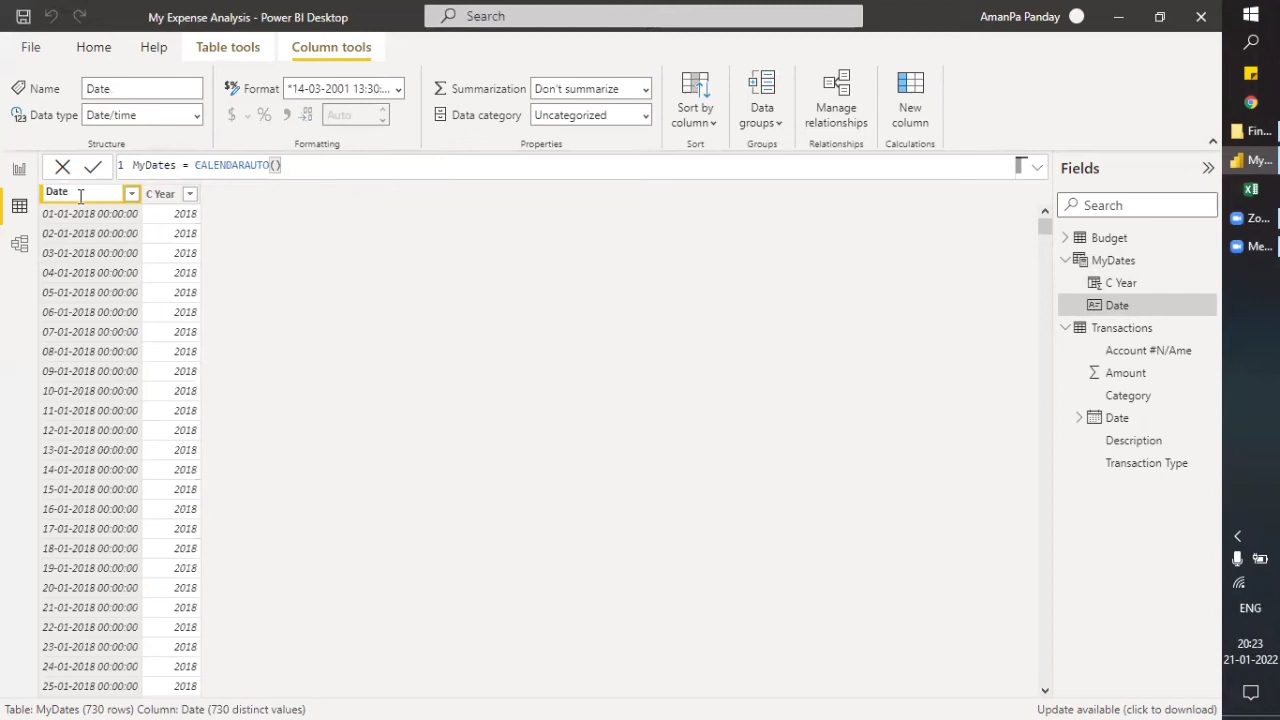 My Expense Analysis - Power BI Desktop
Search
AmanPa Panday
File
Home
Help
Table tools
Column tools
Name
Date
Format
*14-03-2001 13:30:...
Summarization
Don't summarize
Data type
Date/time
$ % 9 Auto
Data category
Uncategorized
Sort by
column
Data
groups
Manage
relationships
New
column
Structure
Formatting
Properties
Sort
Groups
Relationships
Calculations
1 MyDates = CALENDARAUTO()
Date
C Year
01-01-2018 00:00:00 2018
02-01-2018 00:00:00 2018
03-01-2018 00:00:00 2018
04-01-2018 00:00:00 2018
05-01-2018 00:00:00 2018
06-01-2018 00:00:00 2018
07-01-2018 00:00:00 2018
08-01-2018 00:00:00 2018
09-01-2018 00:00:00 2018
10-01-2018 00:00:00 2018
11-01-2018 00:00:00 2018
12-01-2018 00:00:00 2018
13-01-2018 00:00:00 2018
14-01-2018 00:00:00 2018
15-01-2018 00:00:00 2018
16-01-2018 00:00:00 2018
17-01-2018 00:00:00 2018
18-01-2018 00:00:00 2018
19-01-2018 00:00:00 2018
20-01-2018 00:00:00 2018
21-01-2018 00:00:00 2018
22-01-2018 00:00:00 2018
23-01-2018 00:00:00 2018
24-01-2018 00:00:00 2018
25-01-2018 00:00:00 2018
Table: MyDates (730 rows) Column: Date (730 distinct values)
Update available (click to download)
Fields
Search
Budget
MyDates
C Year
Date
Transactions
Account #N/Ame
Amount
Category
Date
Description
Transaction Type
Fin...
My...
Zo...
Me...
ENG
20:23
21-01-2022